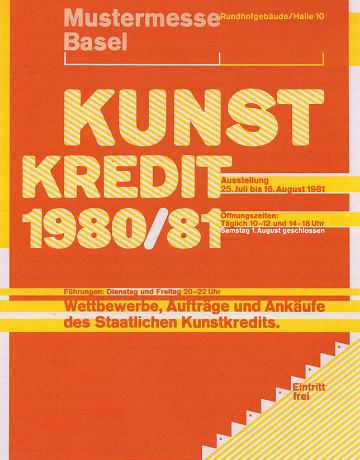 Mustermesse
Basel
Rundhofgebäude/Halle 10
KUNST
KREDIT
1980/81
Ausstellung
25. Juli bis 16. August 1981
Öffnungszeiten:
Täglich 10–12 und 14–18 Uhr
Samstag 1. August geschlossen
Führungen: Dienstag und Freitag 20–22 Uhr
Wettbewerbe, Aufträge und Ankäufe
des Staatlichen Kunstkredits.
Eintritt
frei